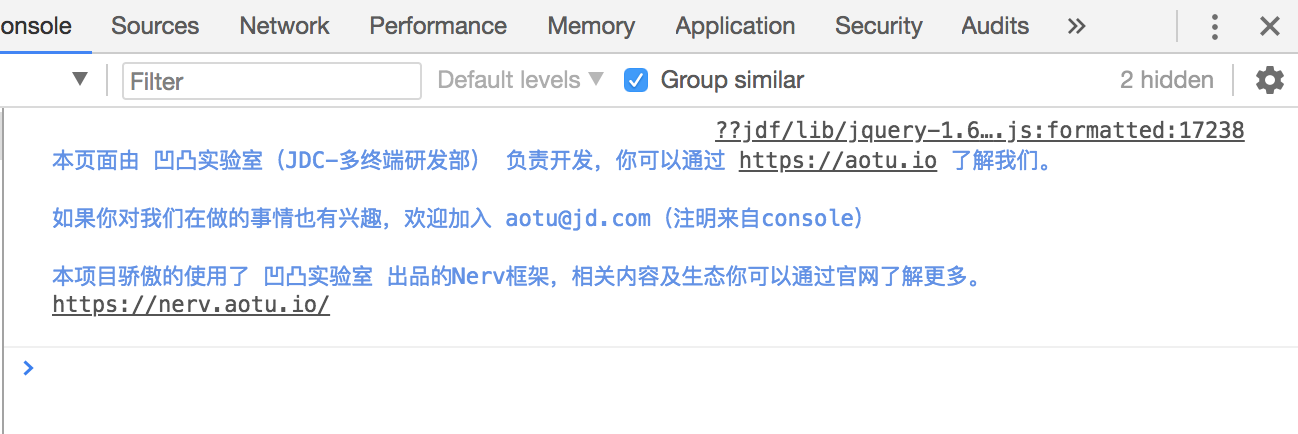 onsole Sources Network Performance Memory Application Security Audits »
Filter Default levels ▼ Group similar 2 hidden
??jdf/lib/jquery-1.6….js:formatted:17238
本页面由 凹凸实验室（JDC-多终端研发部） 负责开发，你可以通过 https://aotu.io 了解我们。
如果你对我们在做的事情也有兴趣，欢迎加入 aotu@jd.com（注明来自console）
本项目骄傲的使用了 凹凸实验室 出品的Nerv框架，相关内容及生态你可以通过官网了解更多。
https://nerv.aotu.io/